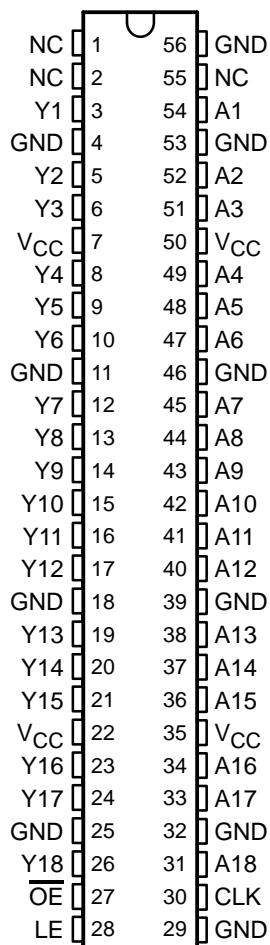 NC 1 56 GND
NC 2 55 NC
Y1 3 54 A1
GND 4 53 GND
Y2 5 52 A2
Y3 6 51 A3
VCC 7 50 VCC
Y4 8 49 A4
Y5 9 48 A5
Y6 10 47 A6
GND 11 46 GND
Y7 12 45 A7
Y8 13 44 A8
Y9 14 43 A9
Y10 15 42 A10
Y11 16 41 A11
Y12 17 40 A12
GND 18 39 GND
Y13 19 38 A13
Y14 20 37 A14
Y15 21 36 A15
VCC 22 35 VCC
Y16 23 34 A16
Y17 24 33 A17
GND 25 32 GND
Y18 26 31 A18
O̅E̅ 27 30 CLK
LE 28 29 GND